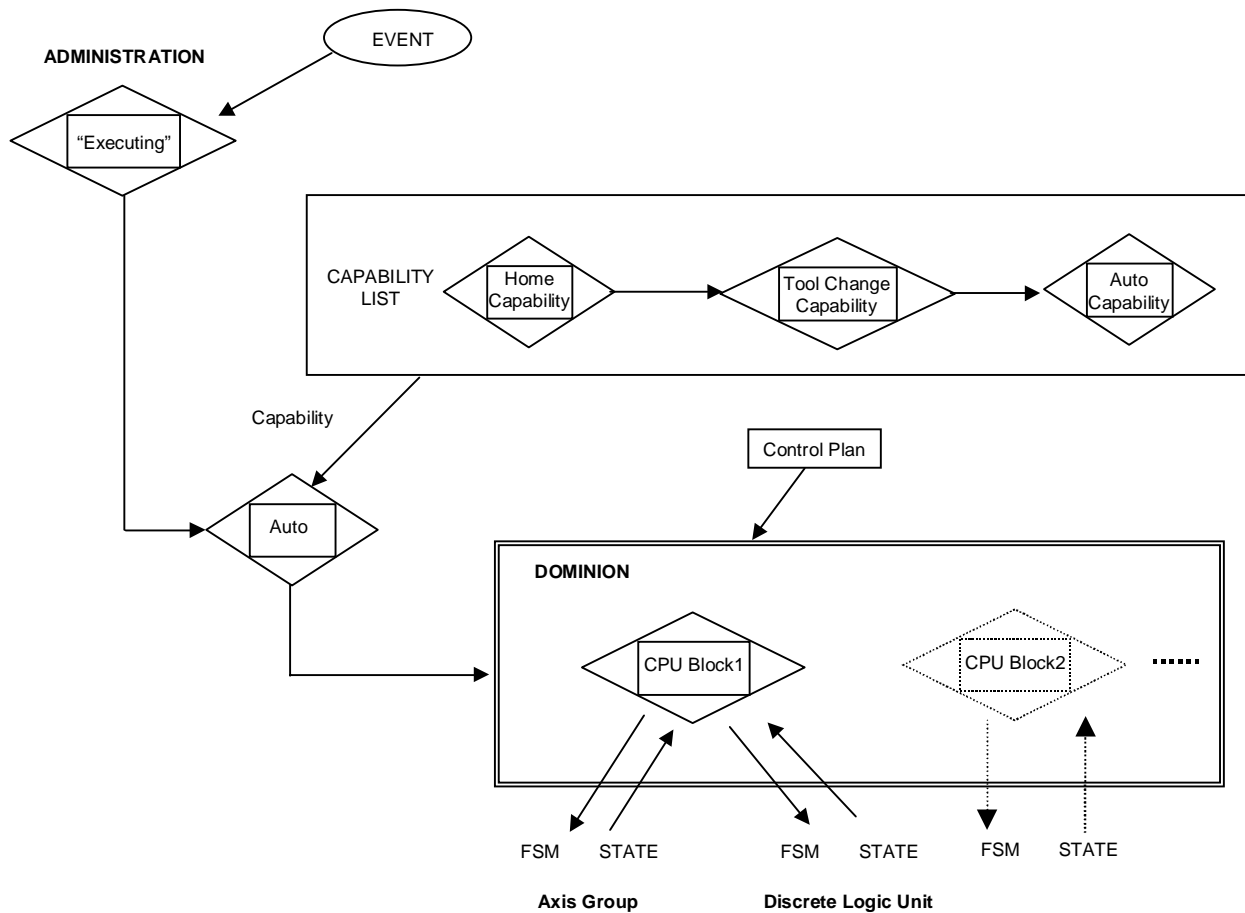 EVENT
ADMINISTRATION
“Executing”
CAPABILITY
LIST
Home
Capability
Tool Change
Capability
Auto
Capability
Capability
Control Plan
Auto
DOMINION
CPU Block1
CPU Block2
FSM
STATE
FSM
STATE
FSM
STATE
Axis Group
Discrete Logic Unit